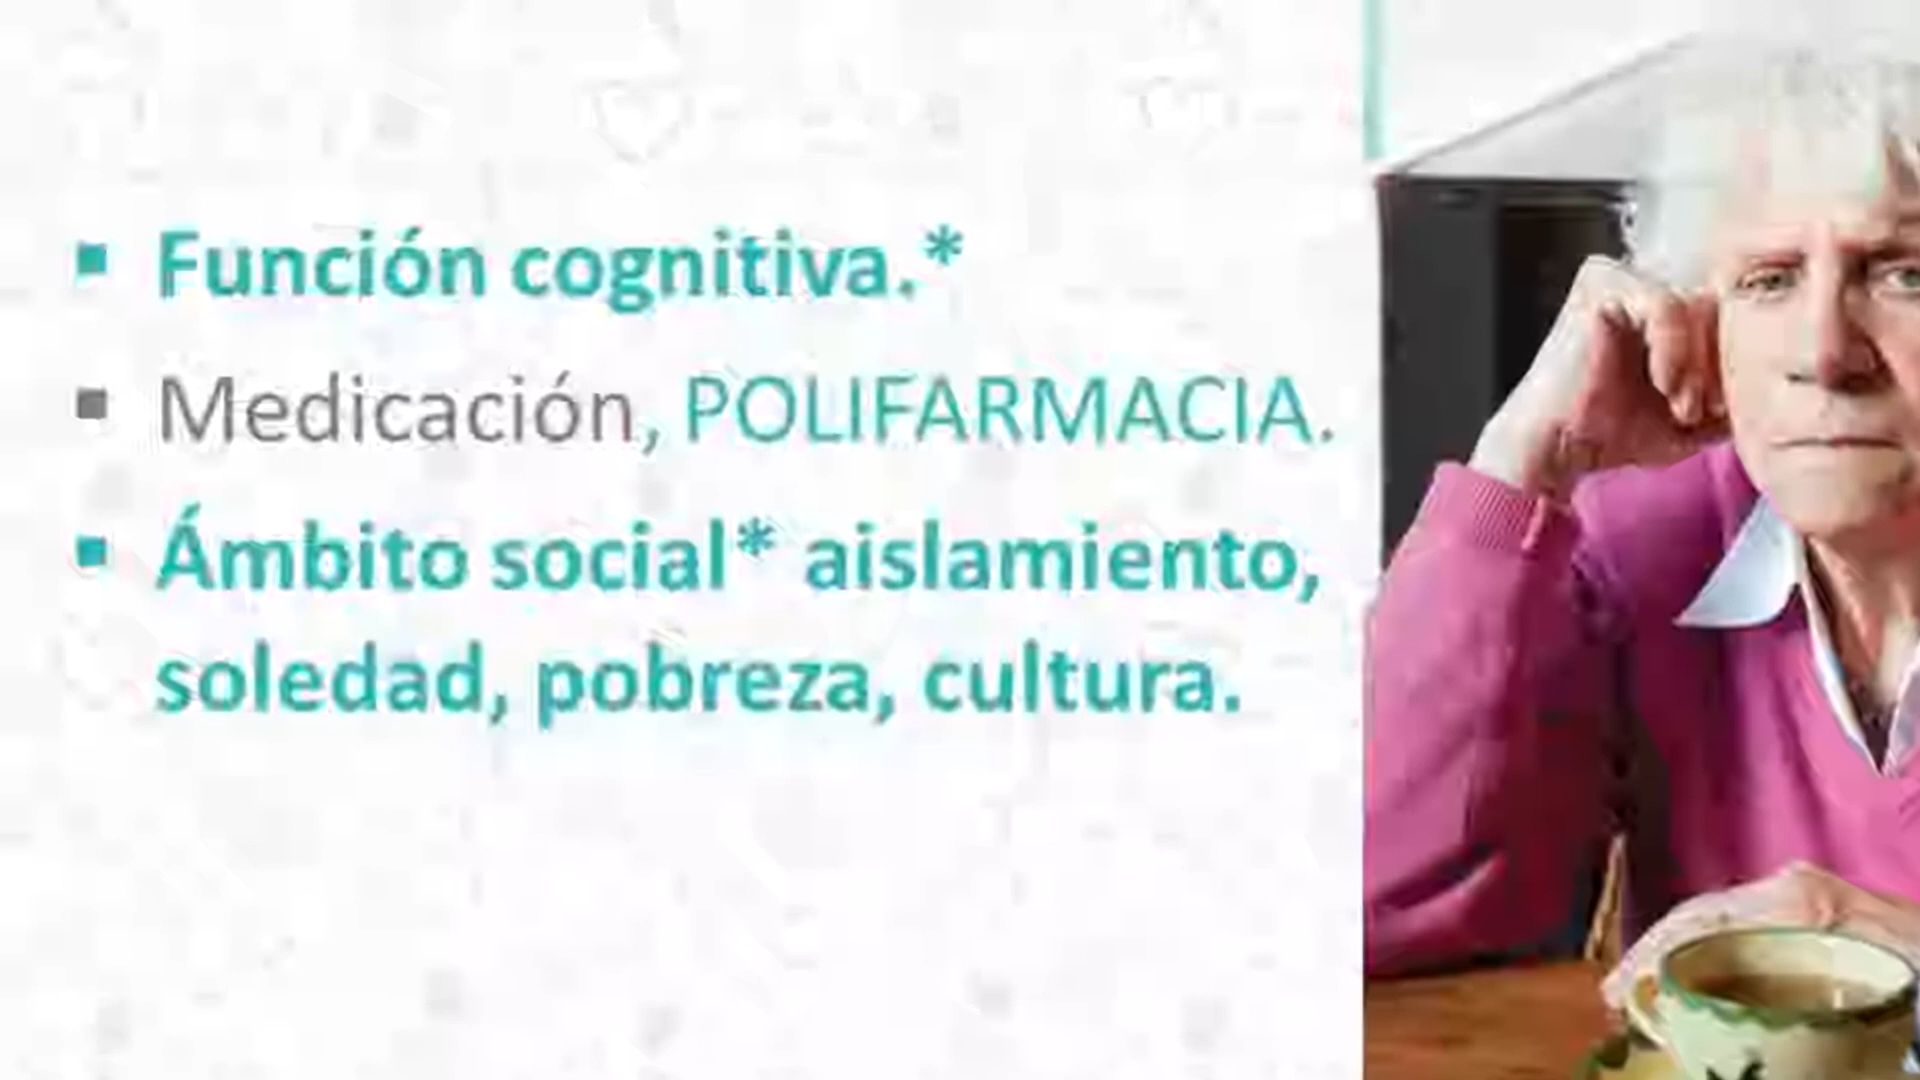 ▪ Función cognitiva.*
▪ Medicación, POLIFARMACIA.
▪ Ámbito social* aislamiento,
soledad, pobreza, cultura.